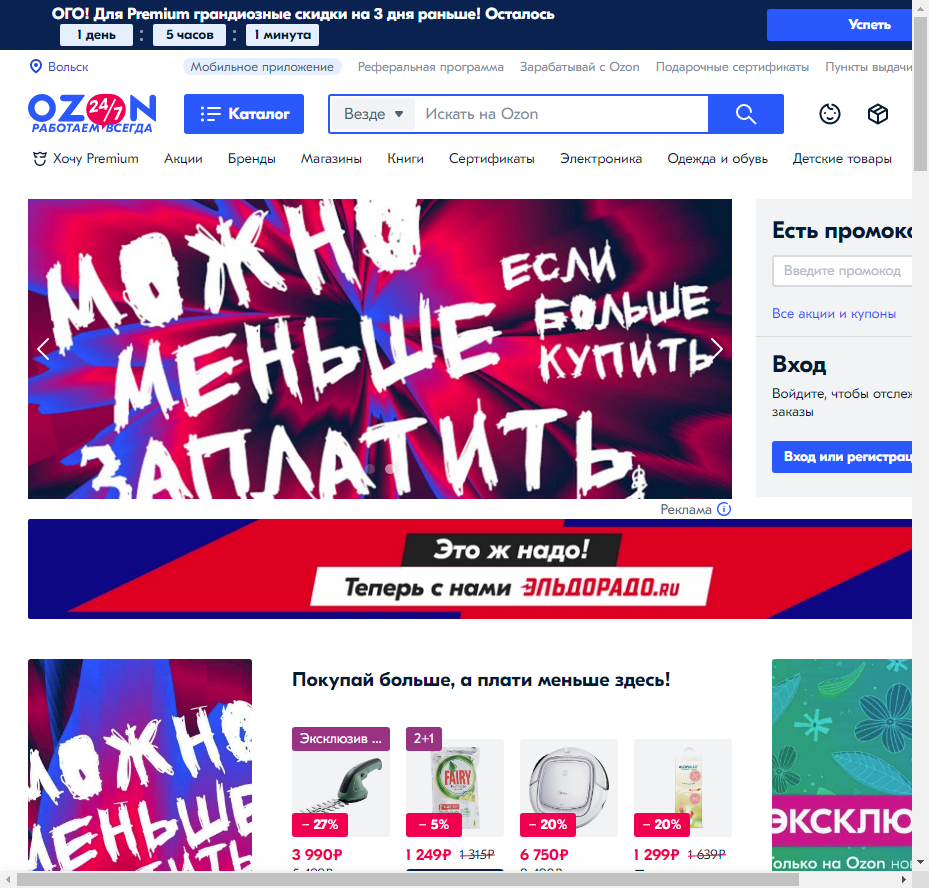 ОГО! Для Premium грандиозные скидки на 3 дня раньше! Осталось
1 день : 5 часов : 1 минута
Успеть
Вольск Мобильное приложение Реферальная программа Зарабатывай с Ozon Подарочные сертификаты Пункты выдачи
OZON 24/7
РАБОТАЕМ ВСЕГДА
Каталог
Везде Искать на Ozon
Хочу Premium Акции Бренды Магазины Книги Сертификаты Электроника Одежда и обувь Детские товары
МОЖНО
МЕНЬШЕ
ЗАПЛАТИТЬ,
ЕСЛИ
БОЛЬШЕ
КУПИТЬ
Есть промоко
Введите промокод
Все акции и купоны
Вход
Войдите, чтобы отслеж
заказы
Вход или регистрац
Реклама
Это ж надо!
Теперь с нами ЭЛЬДОРАДО.RU
МОЖНО
МЕНЬШЕ
Покупай больше, а плати меньше здесь!
Эксклюзив ... 2+1
FAIRY
– 27% – 5% – 20% – 20%
3 990₽ 1 249₽ 1 315₽ 6 750₽ 1 299₽ 1 639₽
ЭКСКЛЮ
Только на Ozon нов